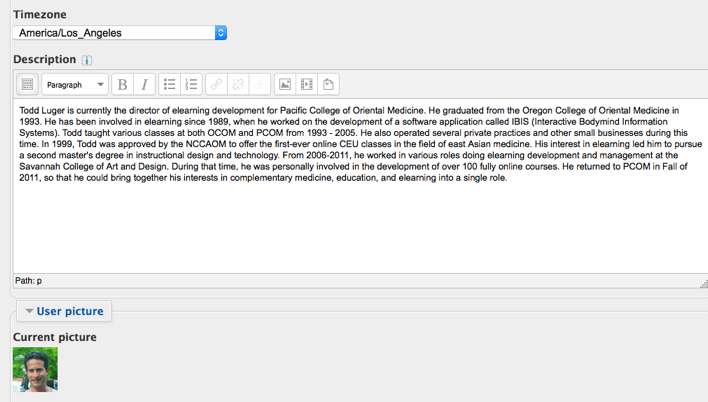 Timezone
America/Los_Angeles
Description
Paragraph
B I
Todd Luger is currently the director of elearning development for Pacific College of Oriental Medicine. He graduated from the Oregon College of Oriental Medicine in
1993. He has been involved in elearning since 1989, when he worked on the development of a software application called IBIS (Interactive Bodymind Information
Systems). Todd taught various classes at both OCOM and PCOM from 1993 - 2005. He also operated several private practices and other small businesses during this
time. In 1999, Todd was approved by the NCCAOM to offer the first-ever online CEU classes in the field of east Asian medicine. His interest in elearning led him to pursue
a second master's degree in instructional design and technology. From 2006-2011, he worked in various roles doing elearning development and management at the
Savannah College of Art and Design. During that time, he was personally involved in the development of over 100 fully online courses. He returned to PCOM in Fall of
2011, so that he could bring together his interests in complementary medicine, education, and elearning into a single role.
Path: p
User picture
Current picture